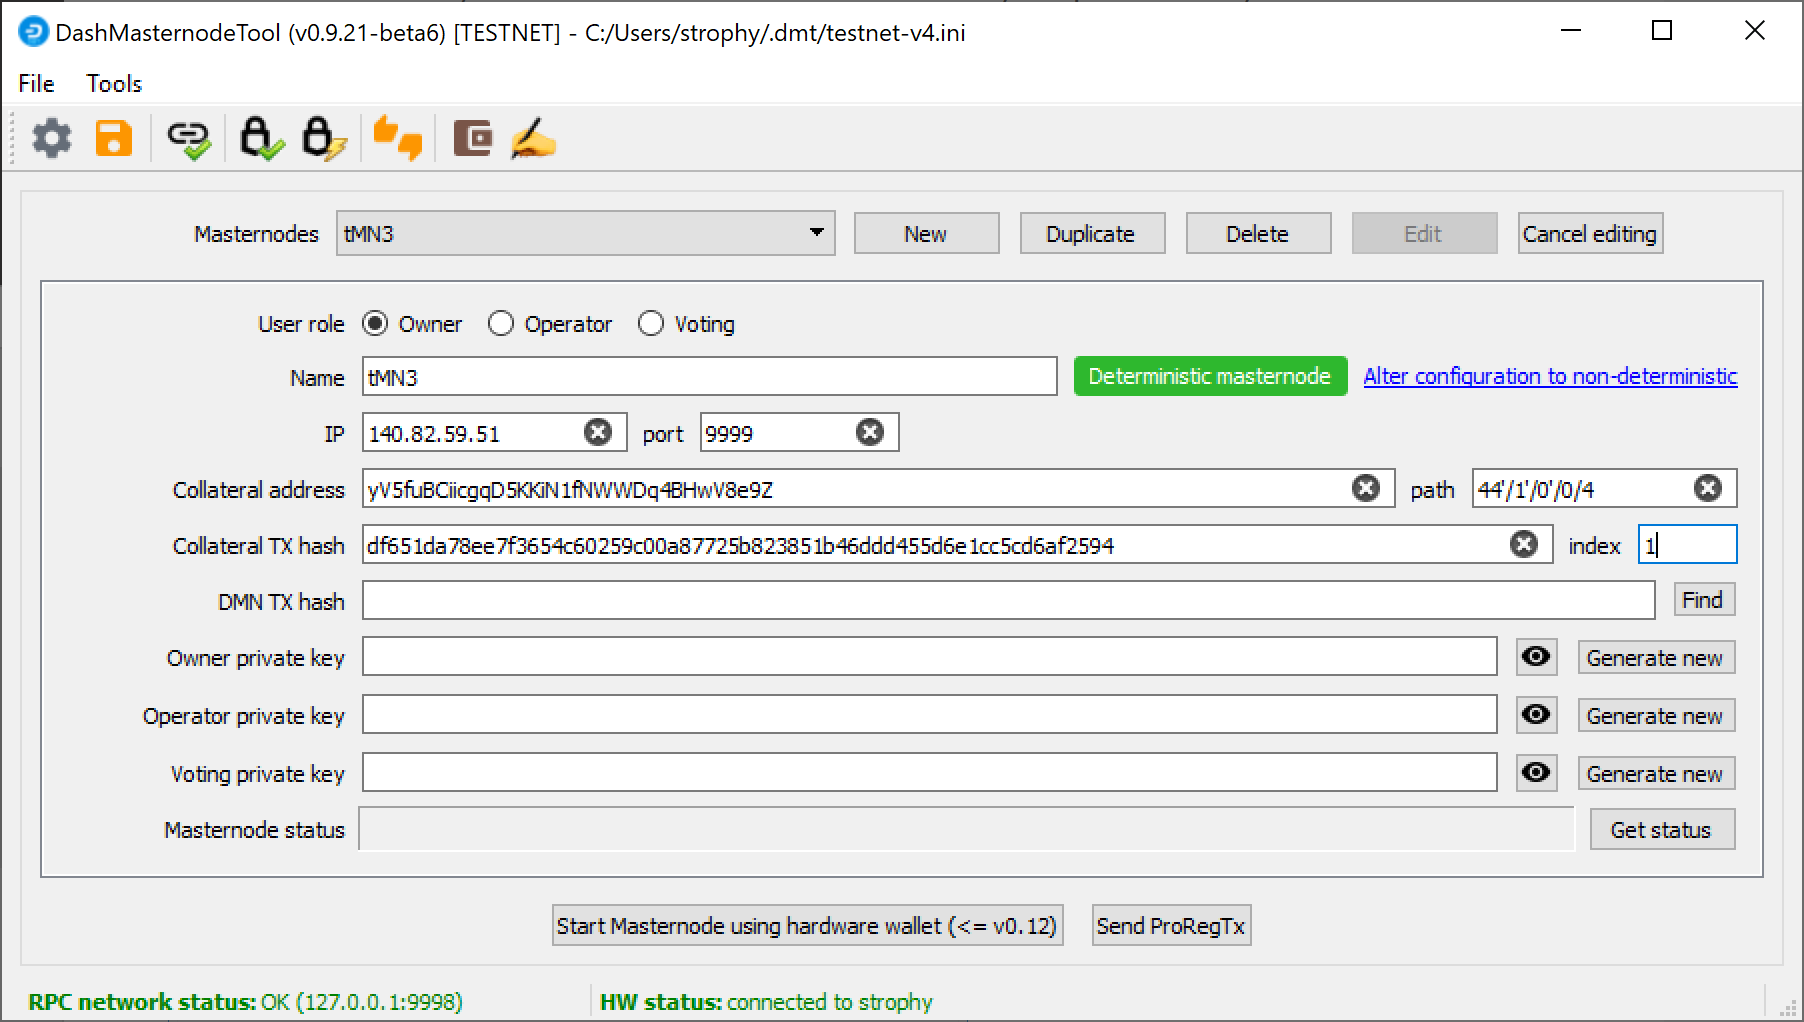 DashMasternodeTool (v0.9.21-beta6) [TESTNET] - C:/Users/strophy/.dmt/testnet-v4.ini
File Tools
Masternodes tMN3 New Duplicate Delete Edit Cancel editing
User role Owner Operator Voting
Name tMN3 Deterministic masternode Alter configuration to non-deterministic
IP 140.82.59.51 port 9999
Collateral address yV5fuBCiicgqD5KKiN1fNWWDq4BHwV8e9Z path 44'/1'/0'/0/4
Collateral TX hash df651da78ee7f3654c60259c00a87725b823851b46ddd455d6e1cc5cd6af2594 index 1
DMN TX hash Find
Owner private key Generate new
Operator private key Generate new
Voting private key Generate new
Masternode status Get status
Start Masternode using hardware wallet (<= v0.12) Send ProRegTx
RPC network status: OK (127.0.0.1:9998) HW status: connected to strophy